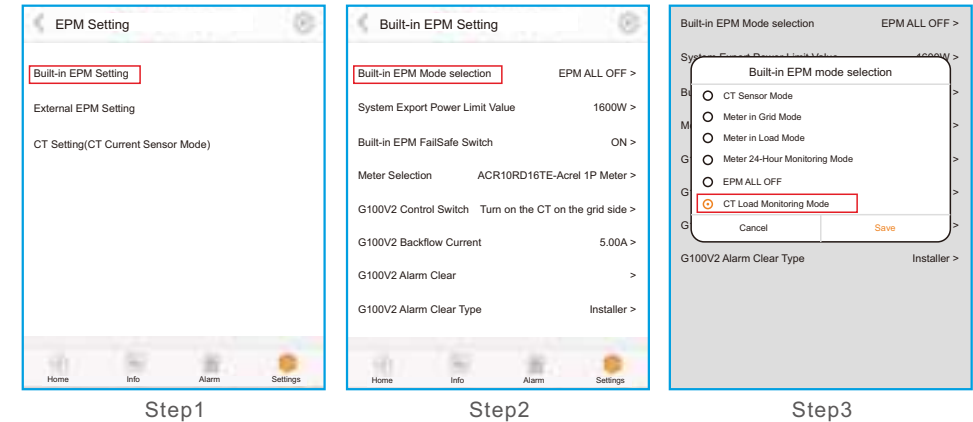 EPM Setting
Built-in EPM Setting
External EPM Setting
CT Setting(CT Current Sensor Mode)
Home Info Alarm Settings
Step1
Built-in EPM Setting
Built-in EPM Mode selection EPM ALL OFF >
System Export Power Limit Value 1600W >
Built-in EPM FailSafe Switch ON >
Meter Selection ACR10RD16TE-Acrel 1P Meter >
G100V2 Control Switch Turn on the CT on the grid side >
G100V2 Backflow Current 5.00A >
G100V2 Alarm Clear >
G100V2 Alarm Clear Type Installer >
Home Info Alarm Settings
Step2
Built-in EPM Mode selection EPM ALL OFF >
System Export Power Limit Value 1600W >
Built-in EPM mode selection
CT Sensor Mode
Meter in Grid Mode
Meter in Load Mode
Meter 24-Hour Monitoring Mode
EPM ALL OFF
CT Load Monitoring Mode
Cancel Save
G100V2 Alarm Clear Type Installer >
Step3